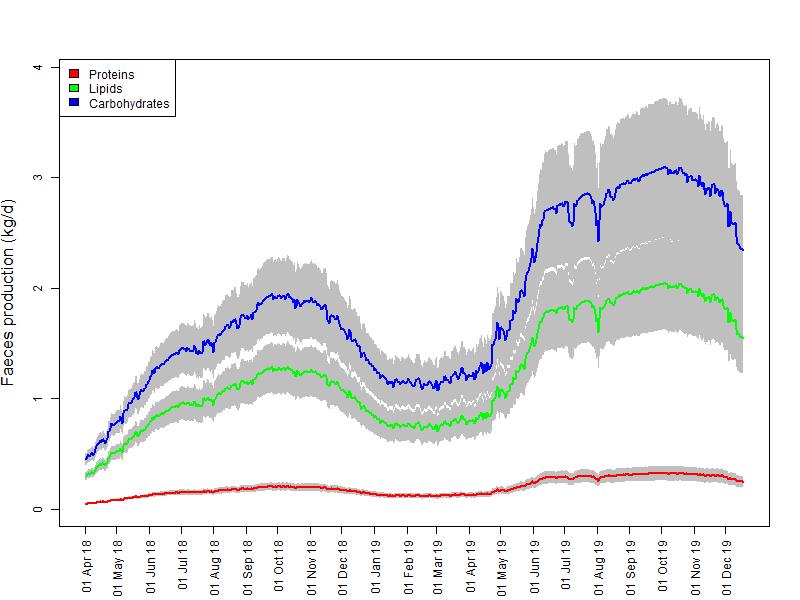 Proteins
Lipids
Carbohydrates
Faeces production (kg/d)
4
3
2
1
0
01 Apr 18
01 May 18
01 Jun 18
01 Jul 18
01 Aug 18
01 Sep 18
01 Oct 18
01 Nov 18
01 Dec 18
01 Jan 19
01 Feb 19
01 Mar 19
01 Apr 19
01 May 19
01 Jun 19
01 Jul 19
01 Aug 19
01 Sep 19
01 Oct 19
01 Nov 19
01 Dec 19